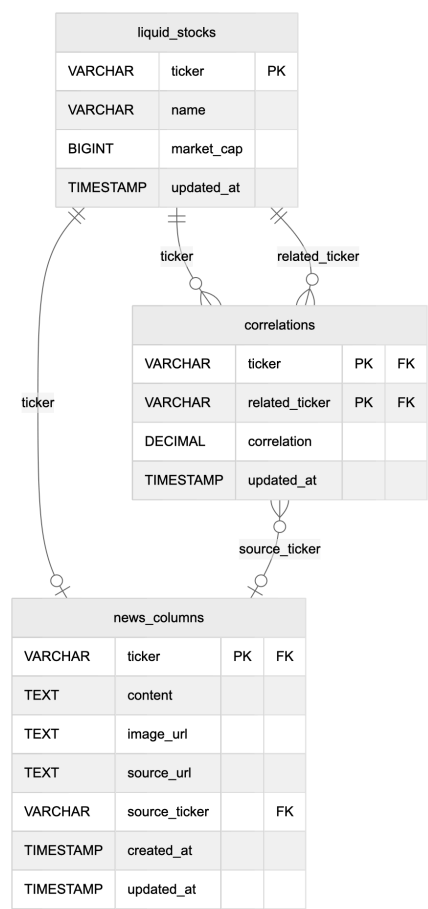 liquid_stocks
VARCHAR ticker PK
VARCHAR name
BIGINT market_cap
TIMESTAMP updated_at
ticker related_ticker
correlations
VARCHAR ticker PK FK
VARCHAR related_ticker PK FK
DECIMAL correlation
TIMESTAMP updated_at
ticker
source_ticker
news_columns
VARCHAR ticker PK FK
TEXT content
TEXT image_url
TEXT source_url
VARCHAR source_ticker FK
TIMESTAMP created_at
TIMESTAMP updated_at